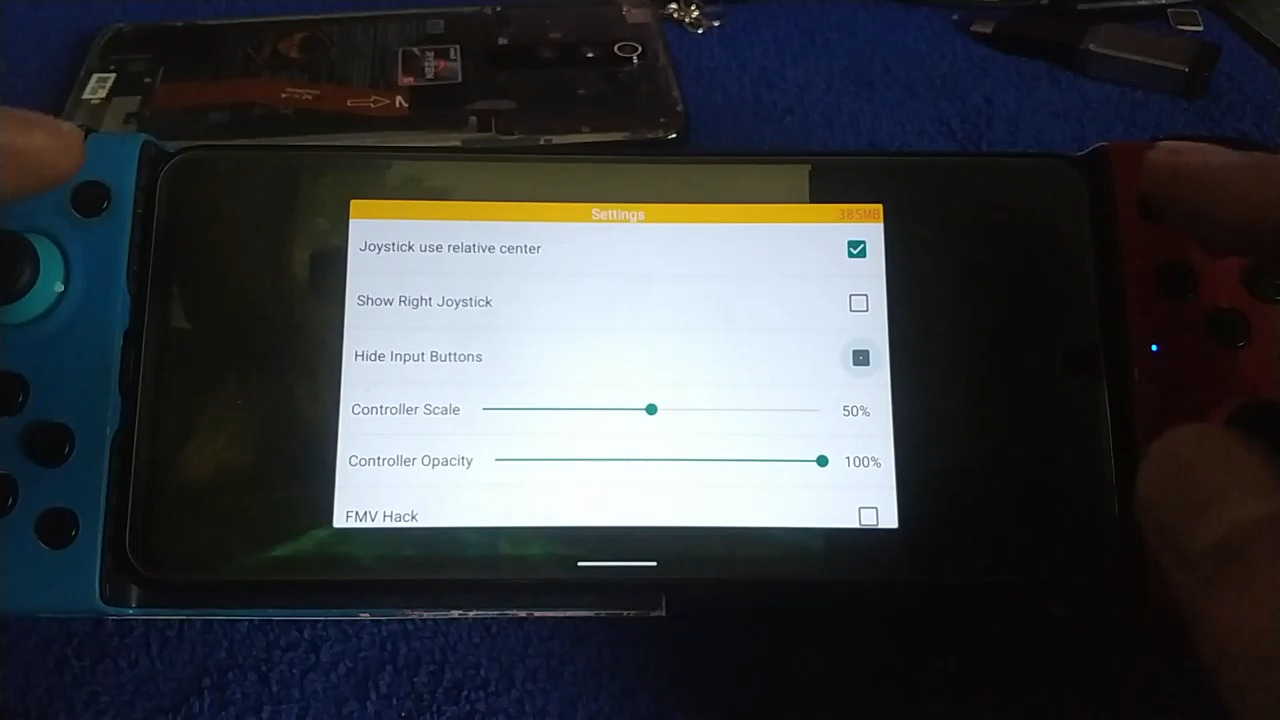 RYZEN
Settings
385MB
Joystick use relative center
Show Right Joystick
Hide Input Buttons
Controller Scale
50%
Controller Opacity
100%
FMV Hack